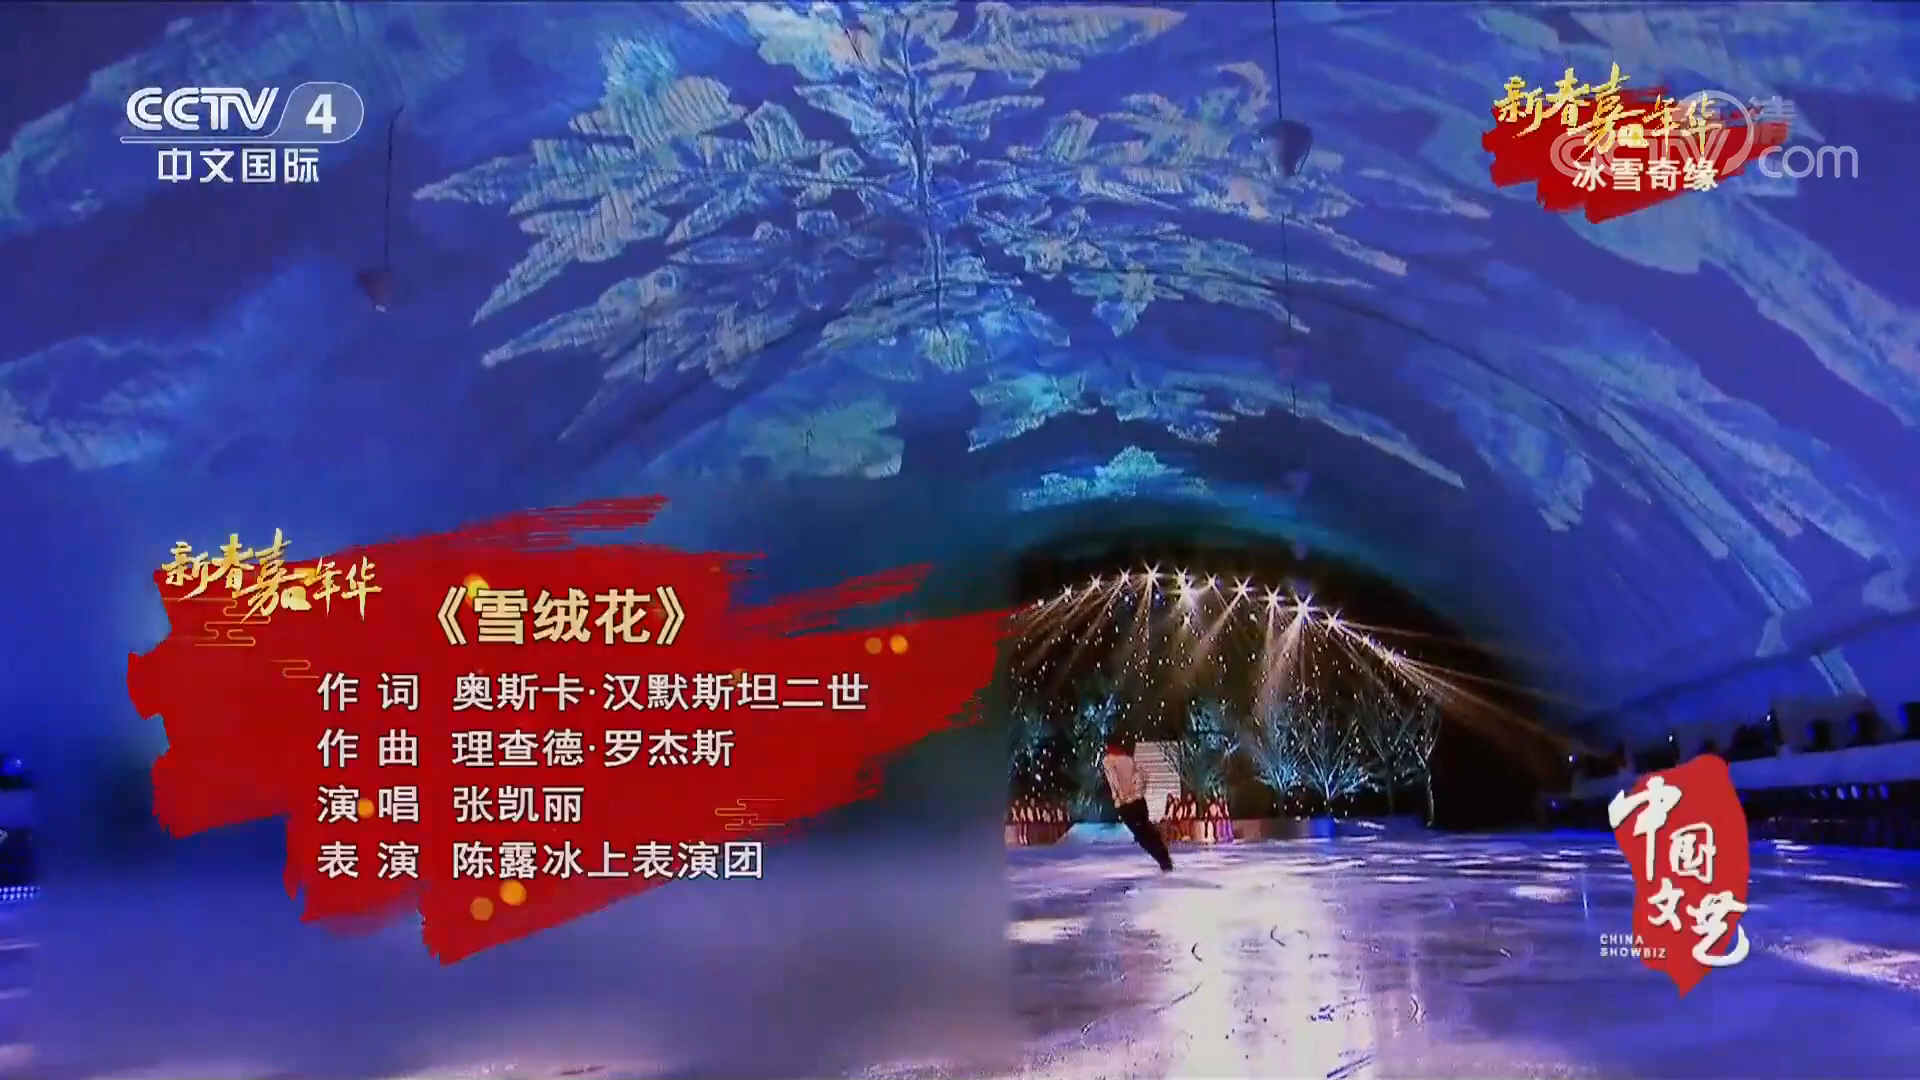 CCTV 4
中文国际
新春嘉年华
冰雪奇缘
cctv.com
新春嘉年华
《雪绒花》
作 词 奥斯卡·汉默斯坦二世
作 曲 理查德·罗杰斯
演 唱 张凯丽
表 演 陈露冰上表演团
中国文艺
CHINA
SHOWBIZ